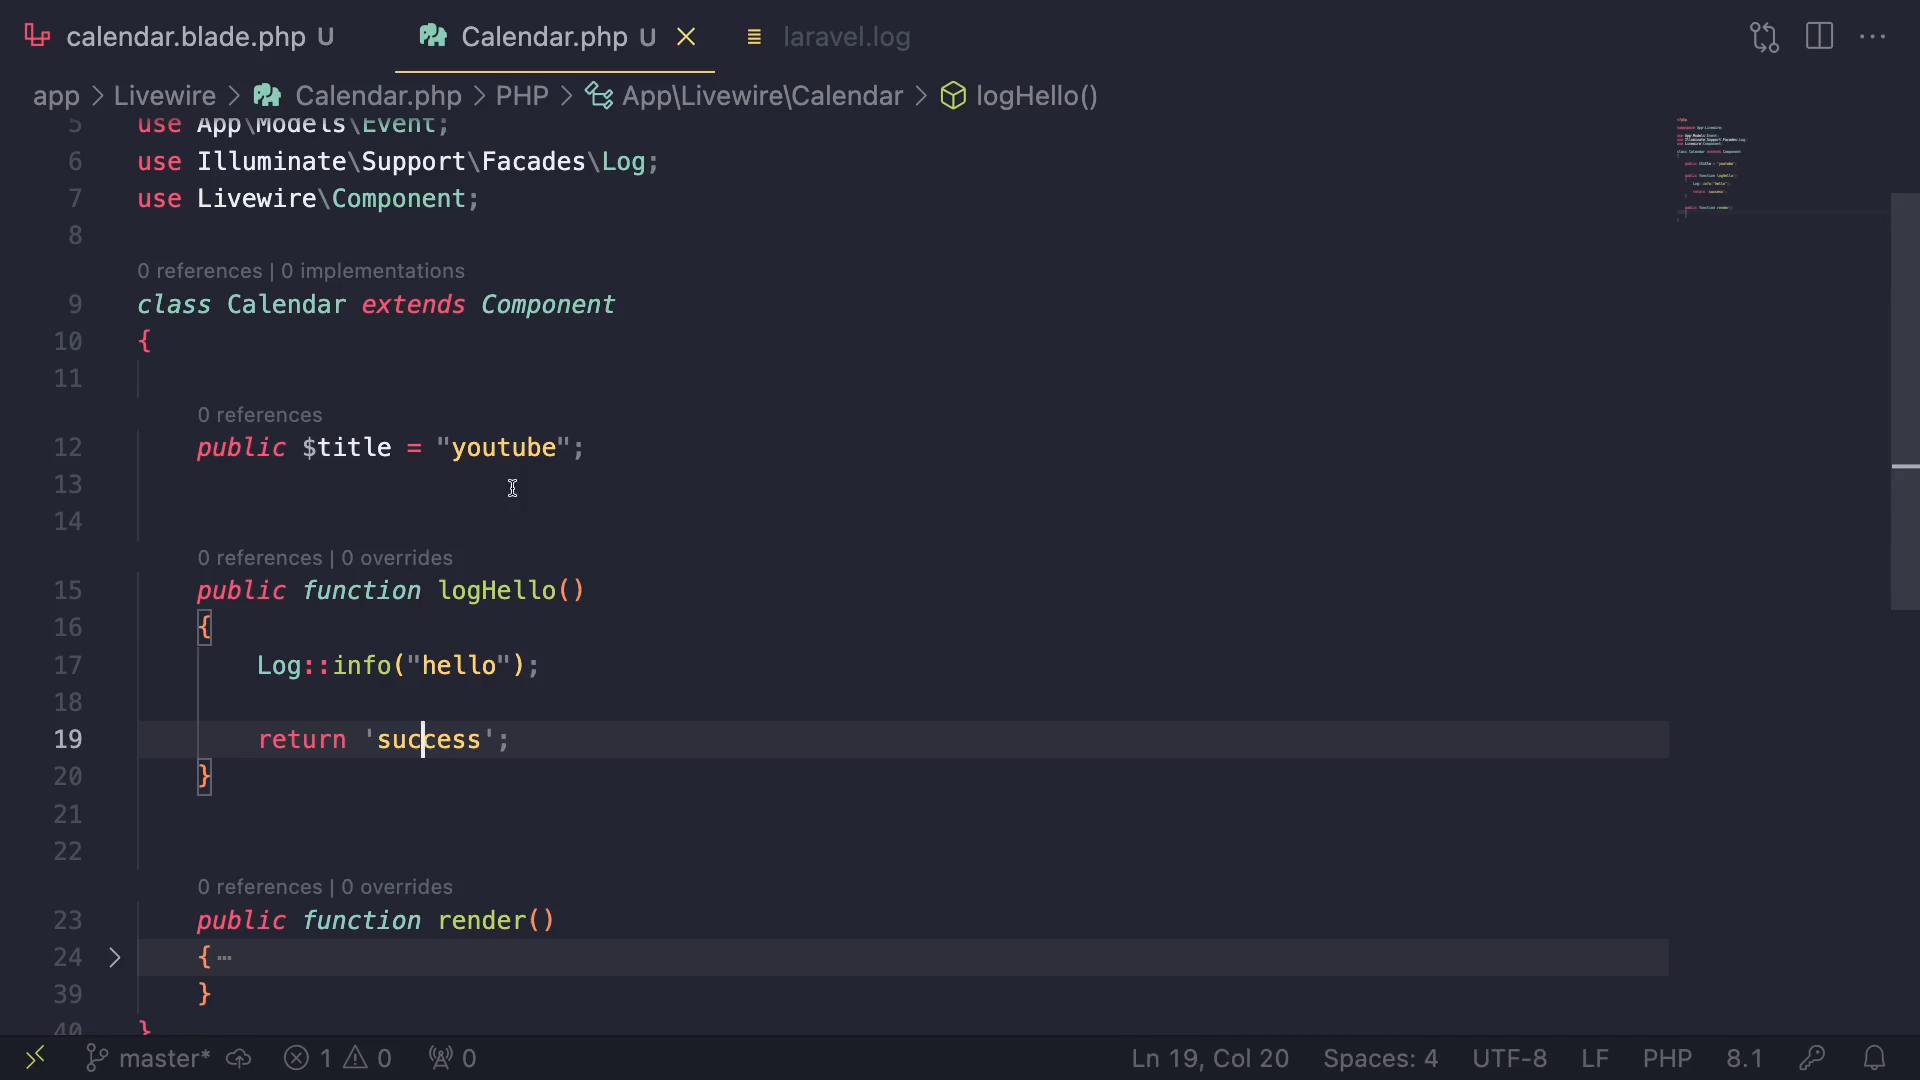 calendar.blade.php U
Calendar.php U
laravel.log
app > Livewire > Calendar.php > PHP > App\Livewire\Calendar > logHello()
5 use App\Models\Event;
6 use Illuminate\Support\Facades\Log;
7 use Livewire\Component;
8
0 references | 0 implementations
9 class Calendar extends Component
10 {
11
0 references
12 public $title = "youtube";
13
14
0 references | 0 overrides
15 public function logHello()
16 {
17 Log::info("hello");
18
19 return 'success';
20 }
21
22
0 references | 0 overrides
23 public function render()
24 { ⋯
39 }
40 }
master* 1 0 0 Ln 19, Col 20 Spaces: 4 UTF-8 LF PHP 8.1